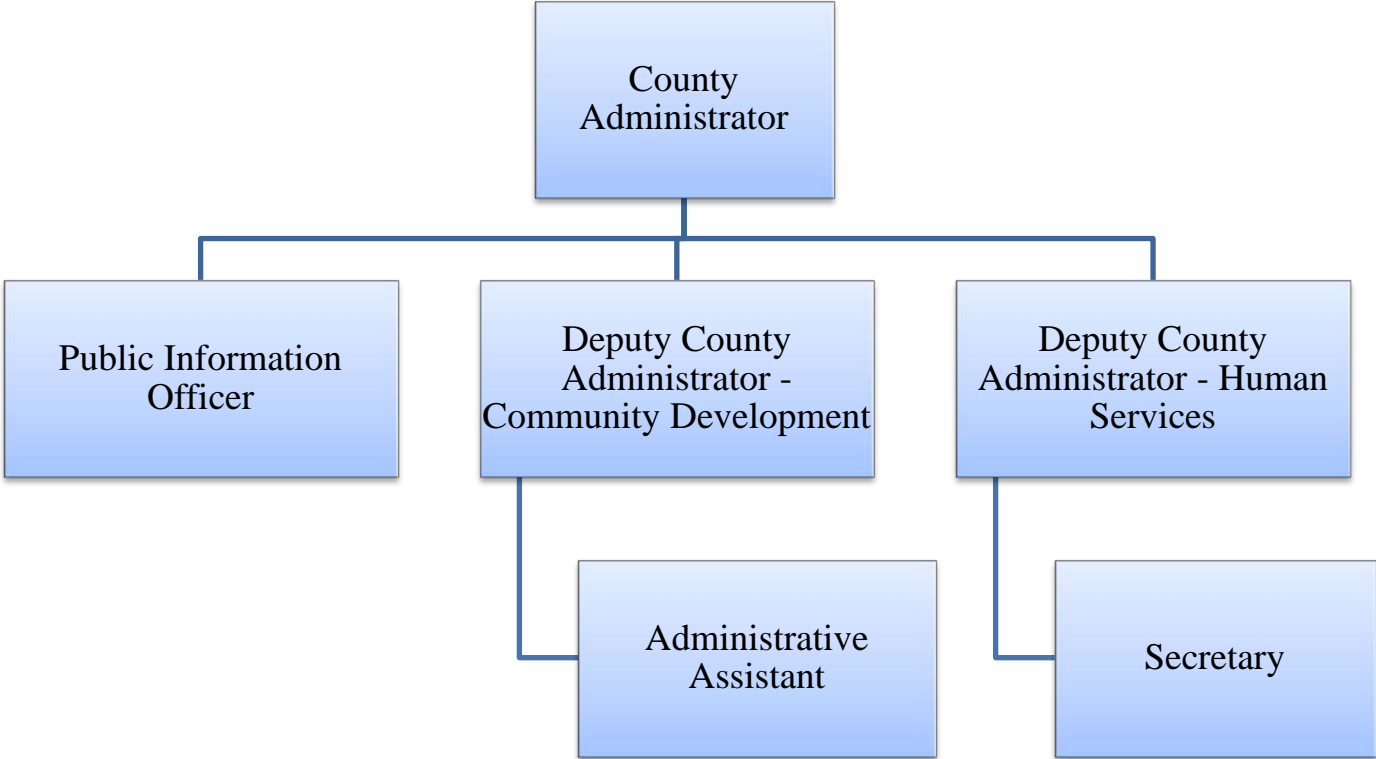 County
Administrator
Public Information
Officer
Deputy County
Administrator -
Community Development
Deputy County
Administrator - Human
Services
Administrative
Assistant
Secretary